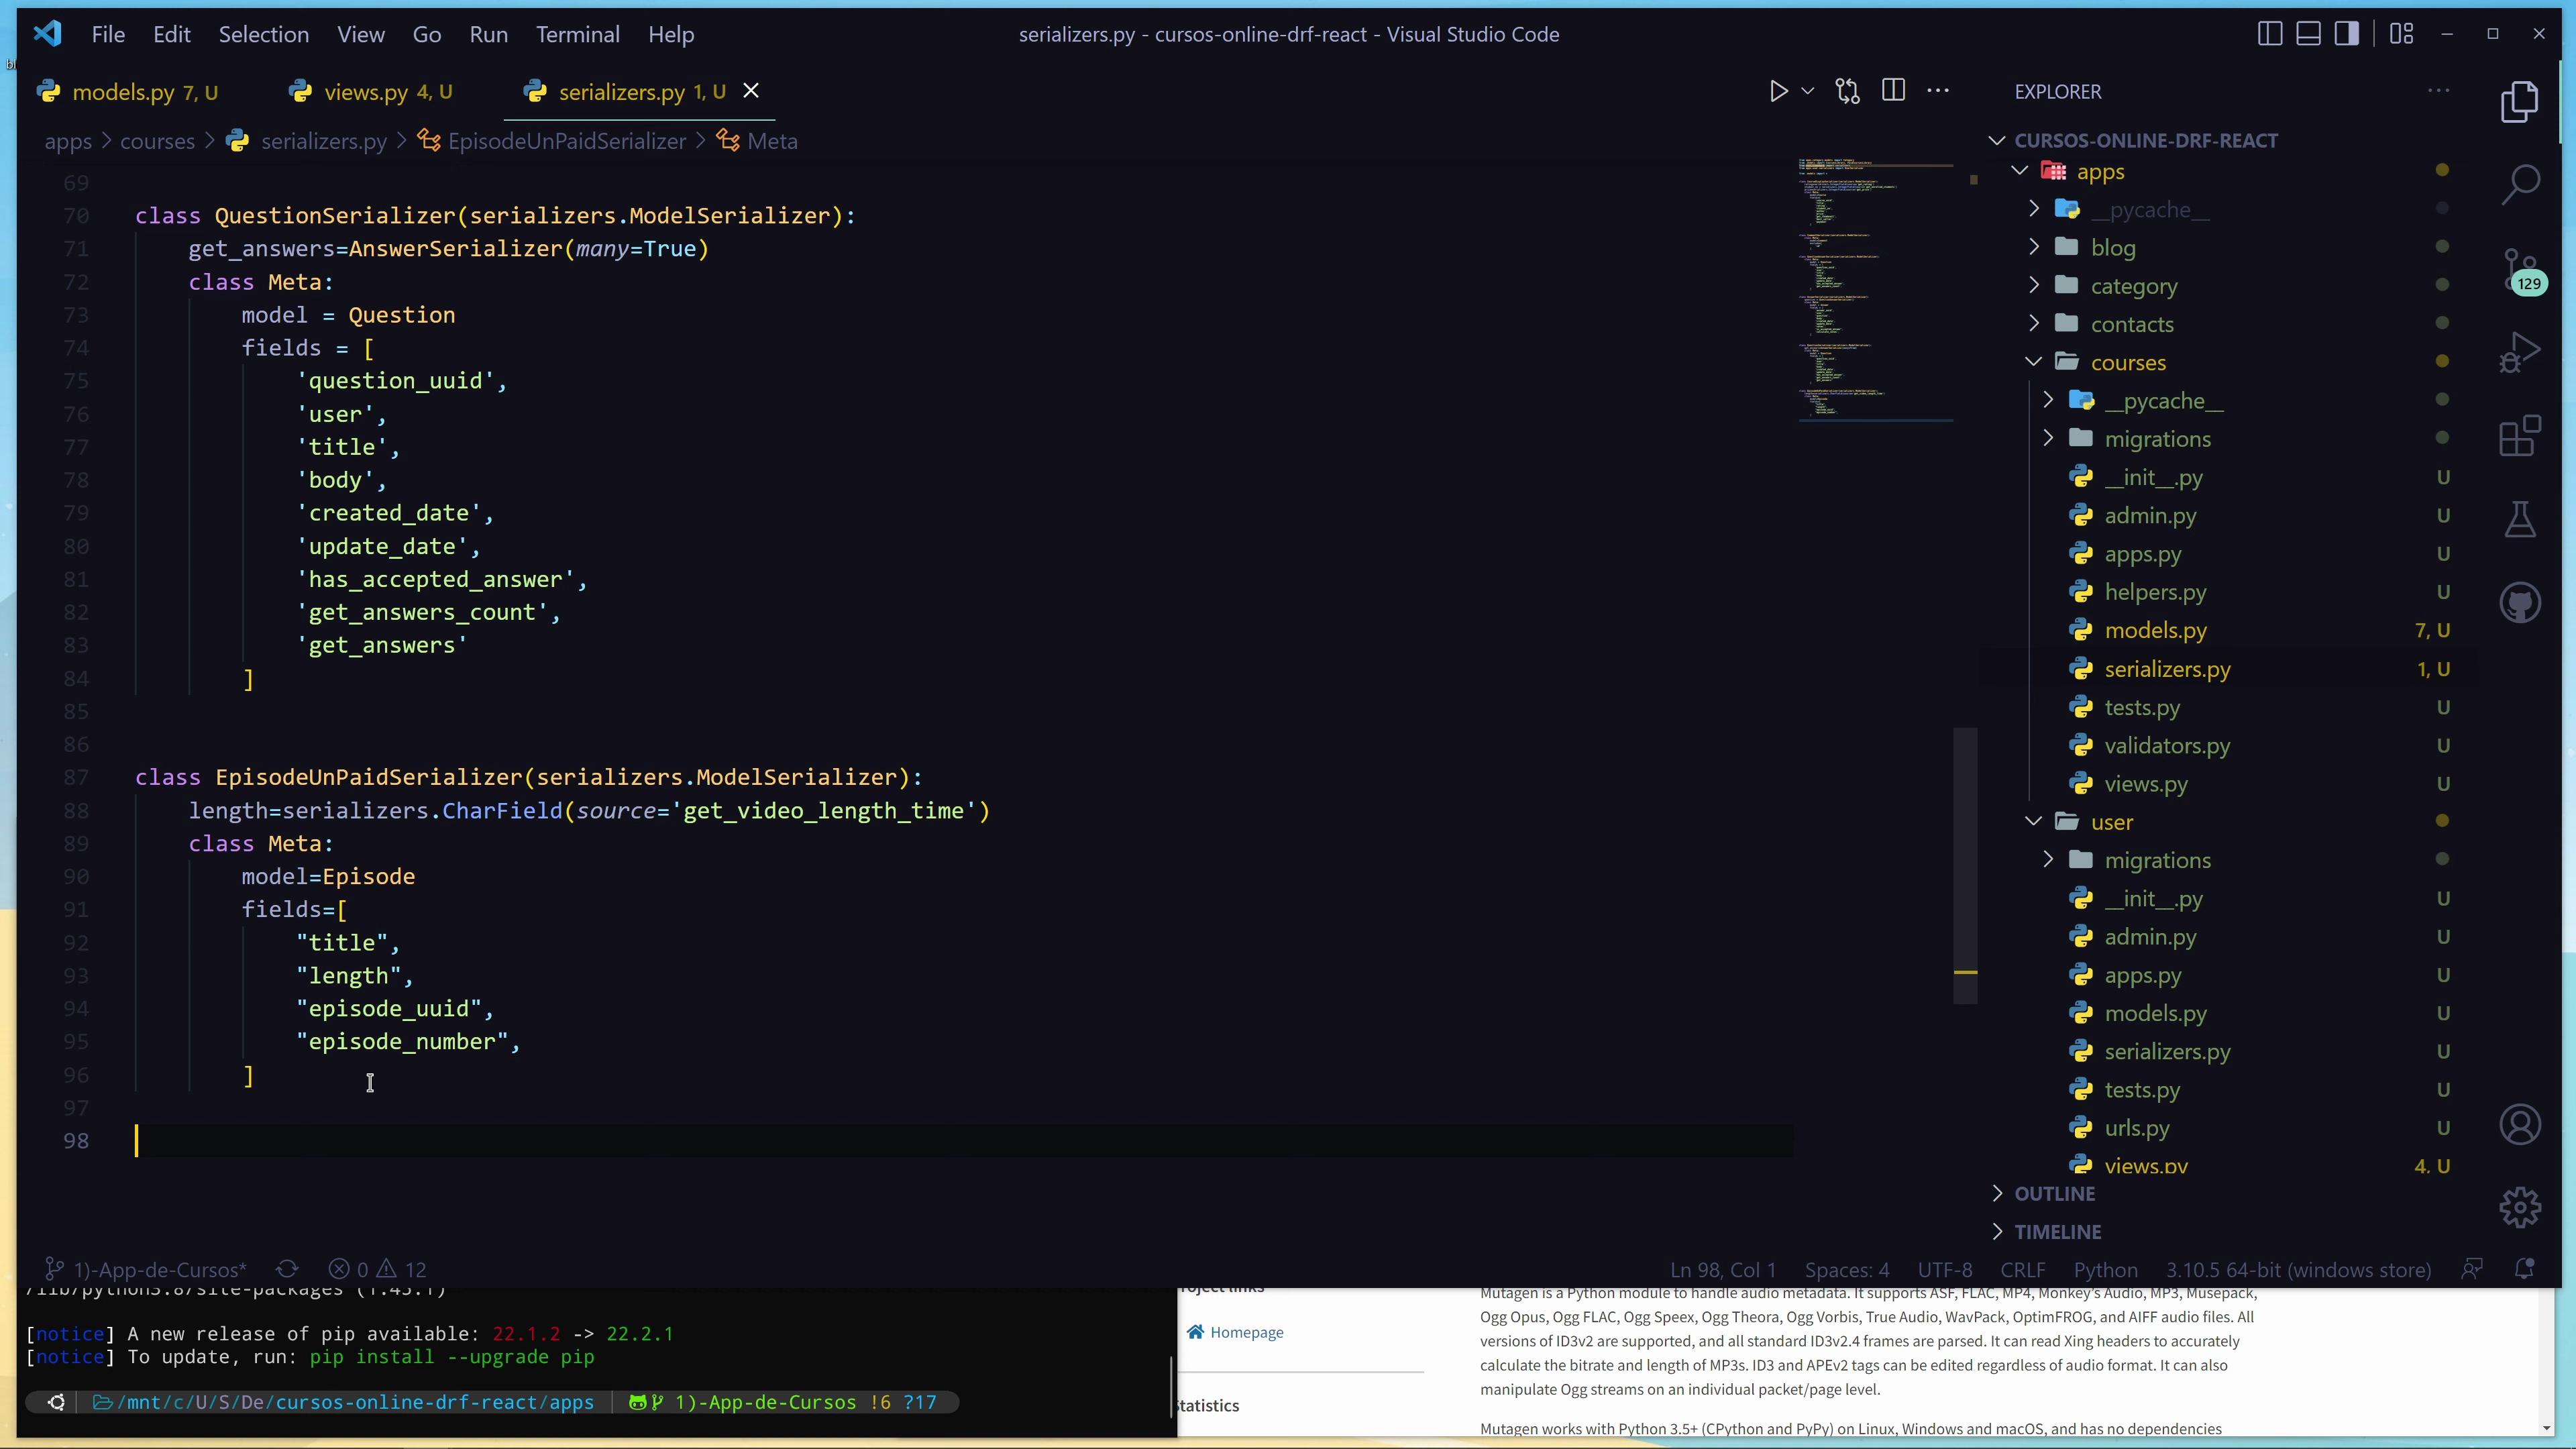 File Edit Selection View Go Run Terminal Help
serializers.py - cursos-online-drf-react - Visual Studio Code
models.py 7, U
views.py 4, U
serializers.py 1, U
apps > courses > serializers.py > EpisodeUnPaidSerializer > Meta
69
70 class QuestionSerializer(serializers.ModelSerializer):
71 get_answers=AnswerSerializer(many=True)
72 class Meta:
73 model = Question
74 fields = [
75 'question_uuid',
76 'user',
77 'title',
78 'body',
79 'created_date',
80 'update_date',
81 'has_accepted_answer',
82 'get_answers_count',
83 'get_answers'
84 ]
85
86
87 class EpisodeUnPaidSerializer(serializers.ModelSerializer):
88 length=serializers.CharField(source='get_video_length_time')
89 class Meta:
90 model=Episode
91 fields=[
92 "title",
93 "length",
94 "episode_uuid",
95 "episode_number",
96 ]
97
98
EXPLORER
CURSOS-ONLINE-DRF-REACT
apps
__pycache__
blog
category
contacts
courses
__pycache__
migrations
__init__.py U
admin.py U
apps.py U
helpers.py U
models.py 7, U
serializers.py 1, U
tests.py U
validators.py U
views.py U
user
migrations
__init__.py U
admin.py U
apps.py U
models.py U
serializers.py U
tests.py U
urls.py U
views.py 4, U
OUTLINE
TIMELINE
129
1)-App-de-Cursos* 0 12
Ln 98, Col 1 Spaces: 4 UTF-8 CRLF Python 3.10.5 64-bit (windows store)
/lib/python3.8/site-packages (1.45.1)
[notice] A new release of pip available: 22.1.2 -> 22.2.1
[notice] To update, run: pip install --upgrade pip
/mnt/c/U/S/De/cursos-online-drf-react/apps 1)-App-de-Cursos !6 ?17
roject links
Homepage
Statistics
Mutagen is a Python module to handle audio metadata. It supports ASF, FLAC, MP4, Monkey's Audio, MP3, Musepack,
Ogg Opus, Ogg FLAC, Ogg Speex, Ogg Theora, Ogg Vorbis, True Audio, WavPack, OptimFROG, and AIFF audio files. All
versions of ID3v2 are supported, and all standard ID3v2.4 frames are parsed. It can read Xing headers to accurately
calculate the bitrate and length of MP3s. ID3 and APEv2 tags can be edited regardless of audio format. It can also
manipulate Ogg streams on an individual packet/page level.
Mutagen works with Python 3.5+ (CPython and PyPy) on Linux, Windows and macOS, and has no dependencies